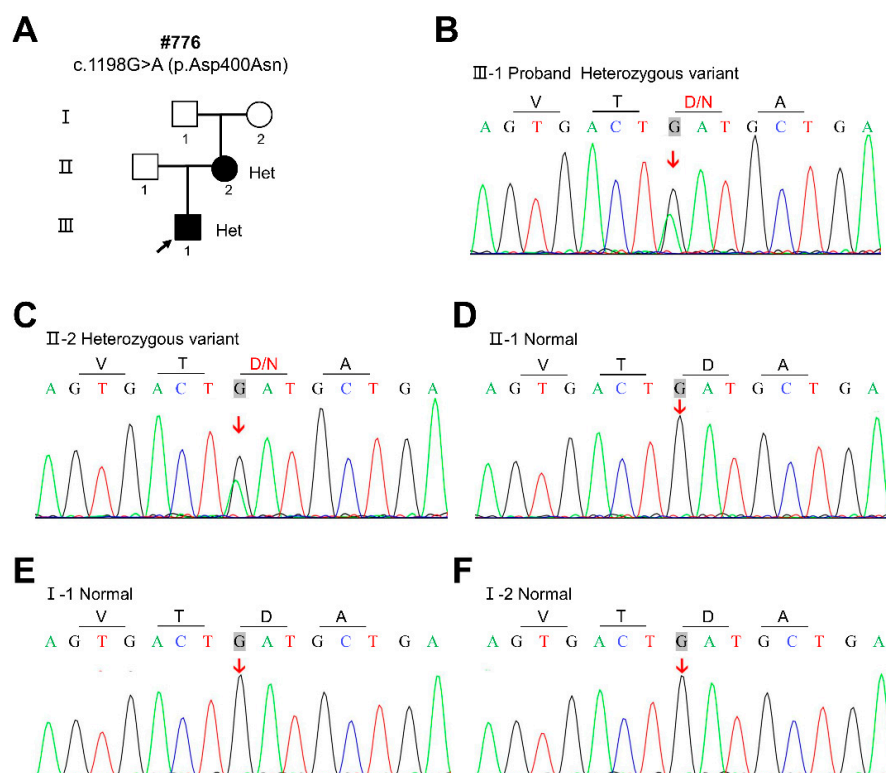 A
#776
c.1198G>A (p.Asp400Asn)
Ⅰ
1
2
Ⅱ
1
2
Het
Ⅲ
1
Het
B
Ⅲ-1 Proband Heterozygous variant
V T D/N A
A G T G A C T G A T G C T G A
C
Ⅱ-2 Heterozygous variant
V T D/N A
A G T G A C T G A T G C T G A
D
Ⅱ-1 Normal
V T D A
A G T G A C T G A T G C T G A
E
Ⅰ-1 Normal
V T D A
A G T G A C T G A T G C T G A
F
Ⅰ-2 Normal
V T D A
A G T G A C T G A T G C T G A